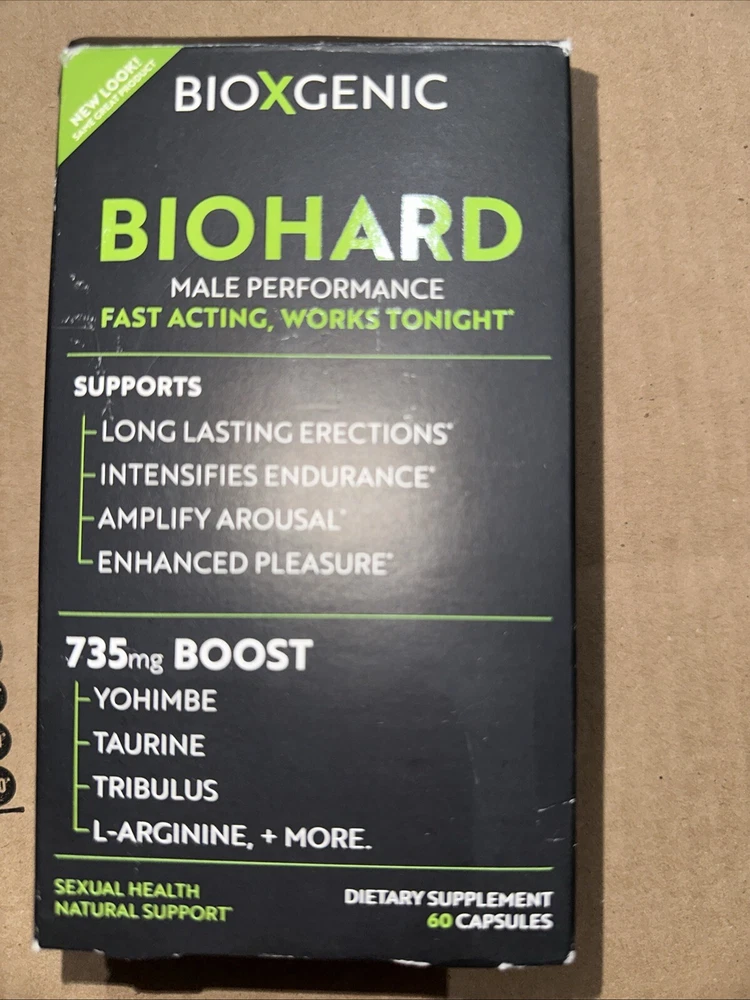 NEW LOOK!
SAME GREAT PRODUCT
BIOXGENIC
BIOHARD
MALE PERFORMANCE
FAST ACTING, WORKS TONIGHT*
SUPPORTS
LONG LASTING ERECTIONS*
INTENSIFIES ENDURANCE*
AMPLIFY AROUSAL*
ENHANCED PLEASURE*
735mg BOOST
YOHIMBE
TAURINE
TRIBULUS
L-ARGININE, + MORE.
SEXUAL HEALTH
NATURAL SUPPORT*
DIETARY SUPPLEMENT
60 CAPSULES